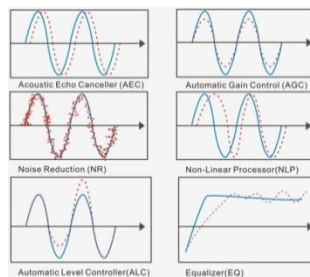 Acoustic Echo Canceller (AEC)
Automatic Gain Control (AGC)
Noise Reduction (NR)
Non-Linear Processor(NLP)
Automatic Level Controller(ALC)
Equalizer(EQ)